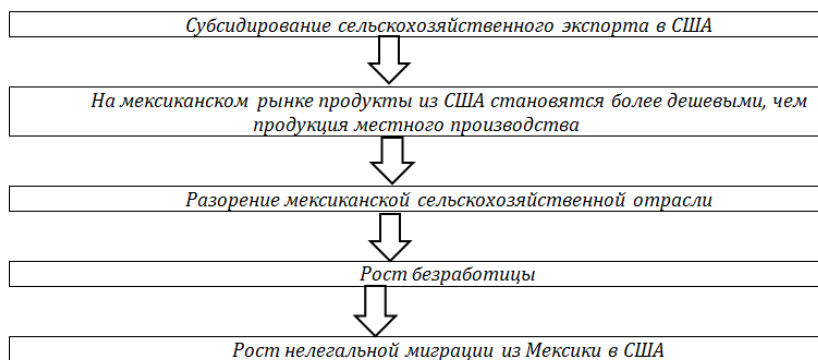 Субсидирование сельскохозяйственного экспорта в США
На мексиканском рынке продукты из США становятся более дешевыми, чем
продукция местного производства
Разорение мексиканской сельскохозяйственной отрасли
Рост безработицы
Рост нелегальной миграции из Мексики в США